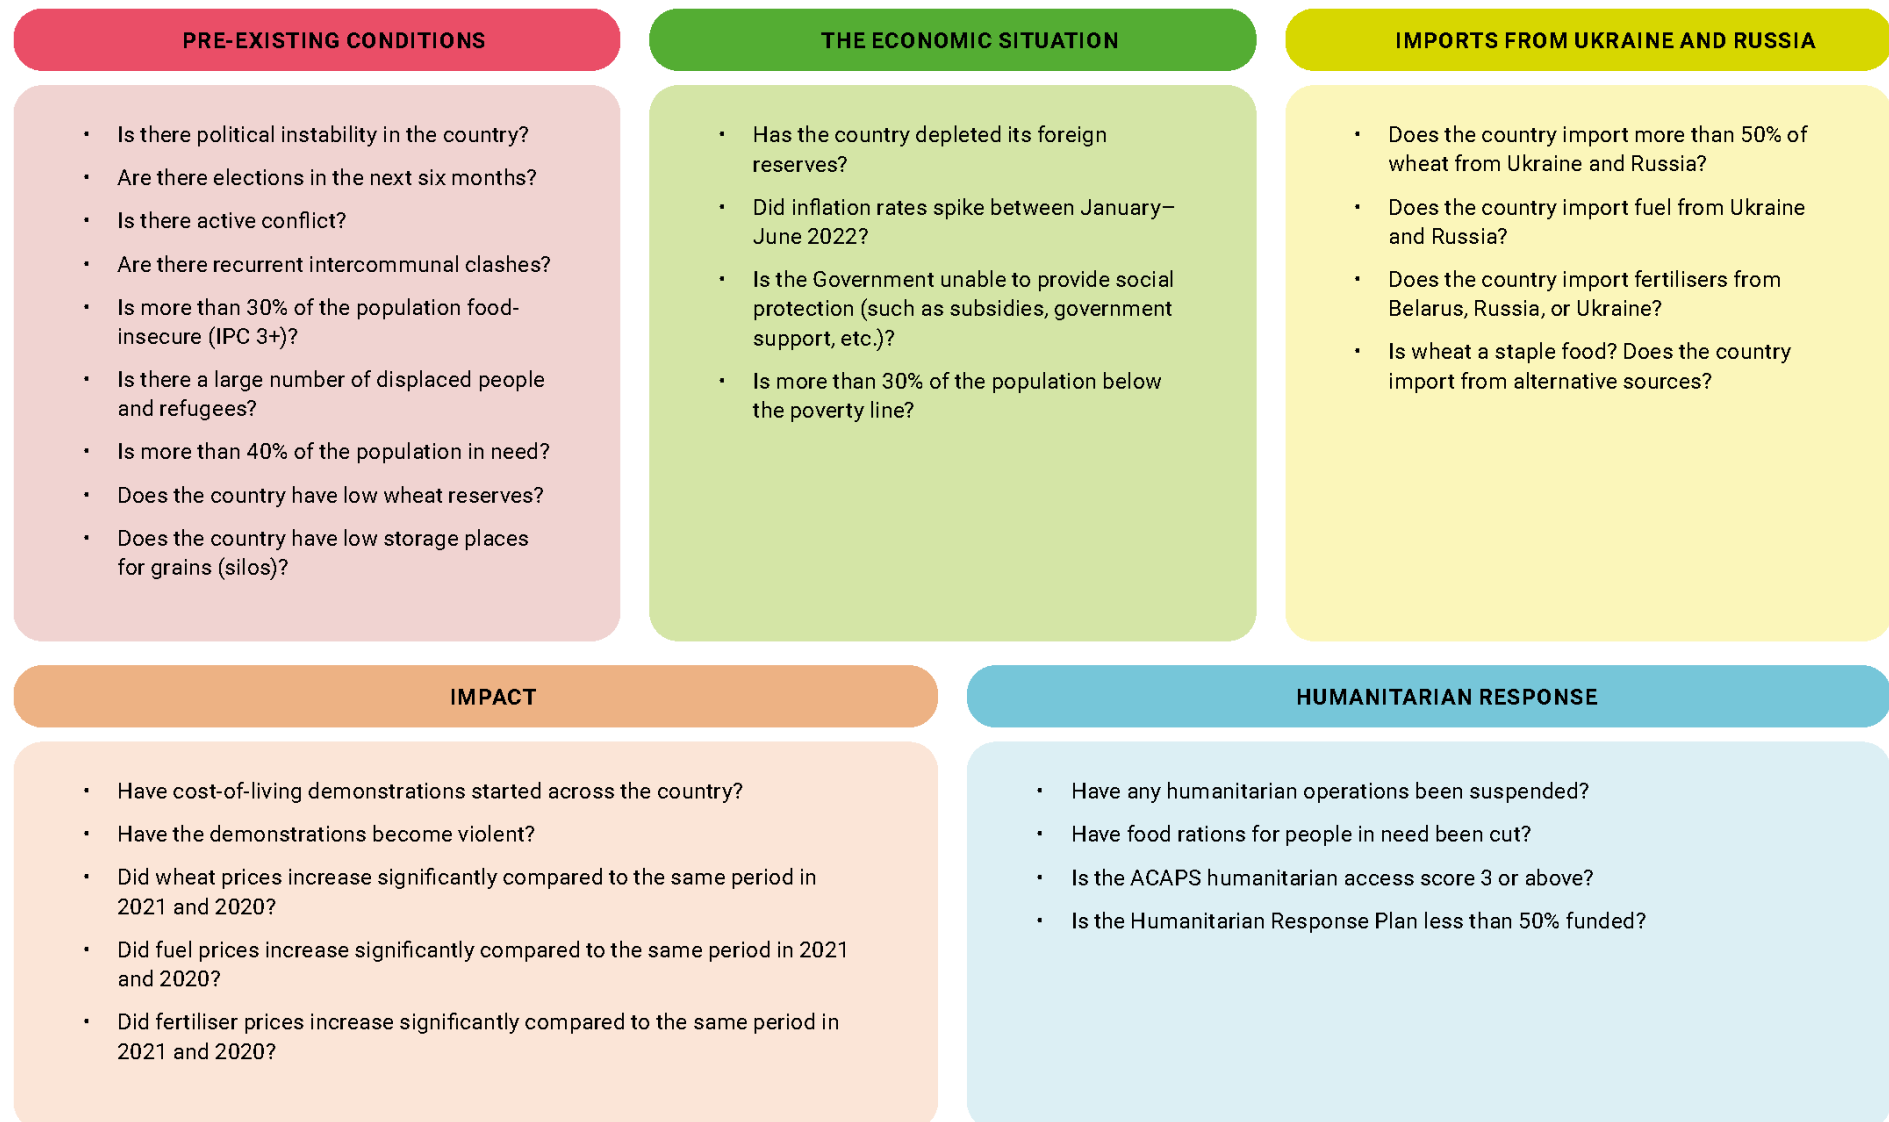 PRE-EXISTING CONDITIONS
• Is there political instability in the country?
• Are there elections in the next six months?
• Is there active conflict?
• Are there recurrent intercommunal clashes?
• Is more than 30% of the population food-
insecure (IPC 3+)?
• Is there a large number of displaced people
and refugees?
• Is more than 40% of the population in need?
• Does the country have low wheat reserves?
• Does the country have low storage places
for grains (silos)?
THE ECONOMIC SITUATION
• Has the country depleted its foreign
reserves?
• Did inflation rates spike between January–
June 2022?
• Is the Government unable to provide social
protection (such as subsidies, government
support, etc.)?
• Is more than 30% of the population below
the poverty line?
IMPORTS FROM UKRAINE AND RUSSIA
• Does the country import more than 50% of
wheat from Ukraine and Russia?
• Does the country import fuel from Ukraine
and Russia?
• Does the country import fertilisers from
Belarus, Russia, or Ukraine?
• Is wheat a staple food? Does the country
import from alternative sources?
IMPACT
• Have cost-of-living demonstrations started across the country?
• Have the demonstrations become violent?
• Did wheat prices increase significantly compared to the same period in
2021 and 2020?
• Did fuel prices increase significantly compared to the same period in 2021
and 2020?
• Did fertiliser prices increase significantly compared to the same period in
2021 and 2020?
HUMANITARIAN RESPONSE
• Have any humanitarian operations been suspended?
• Have food rations for people in need been cut?
• Is the ACAPS humanitarian access score 3 or above?
• Is the Humanitarian Response Plan less than 50% funded?